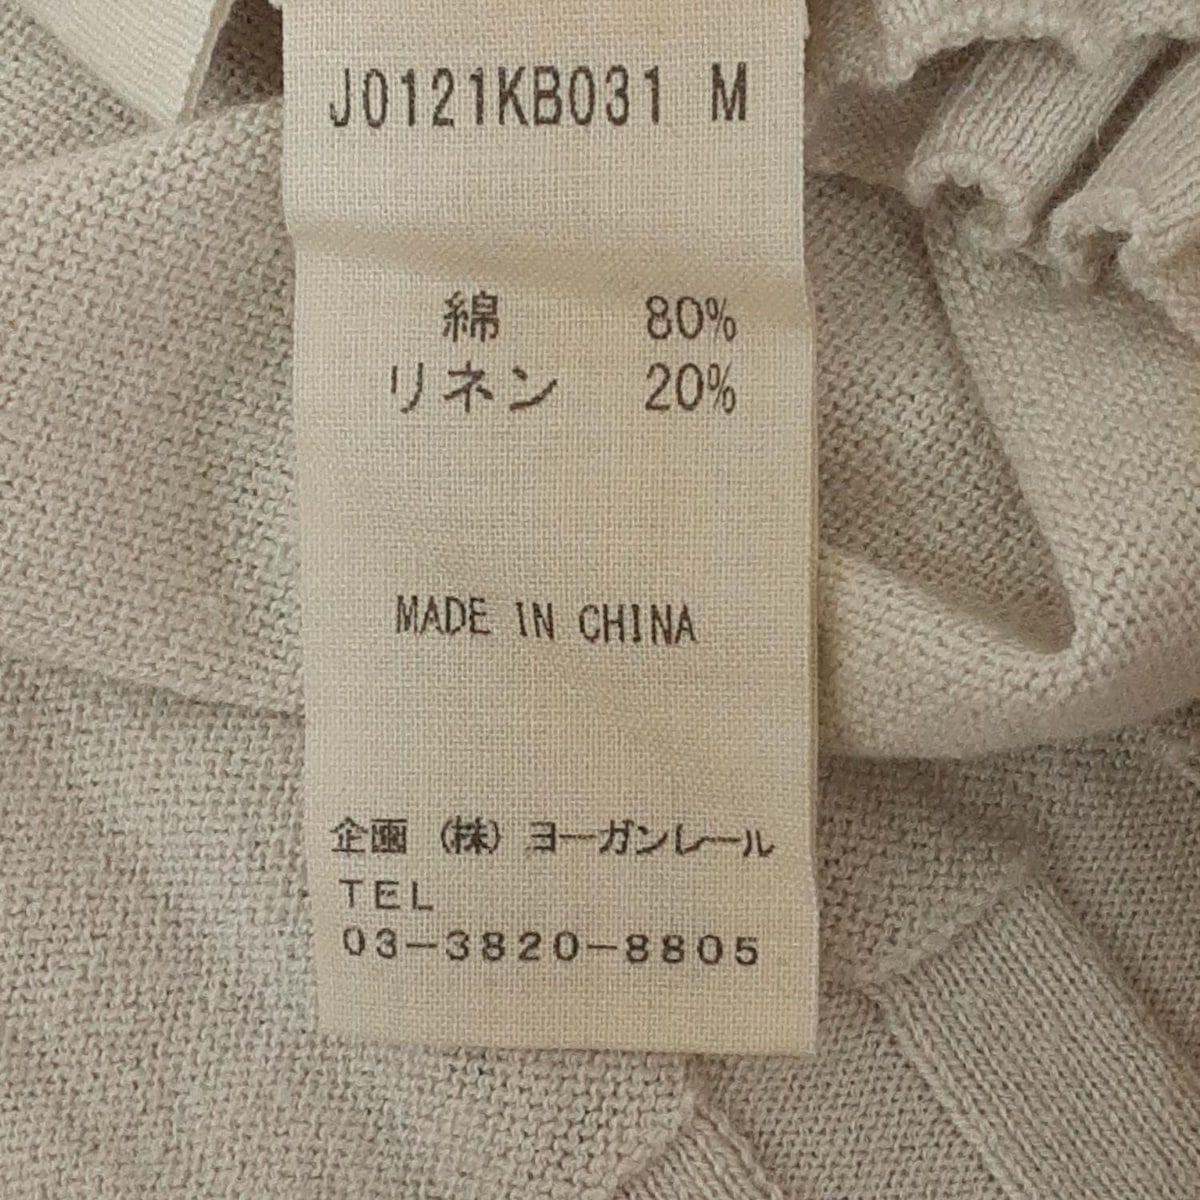 J0121KB031 M
綿 80%
リネン 20%
MADE IN CHINA
企画 (株) ヨーガンレール
TEL
03-3820-8805